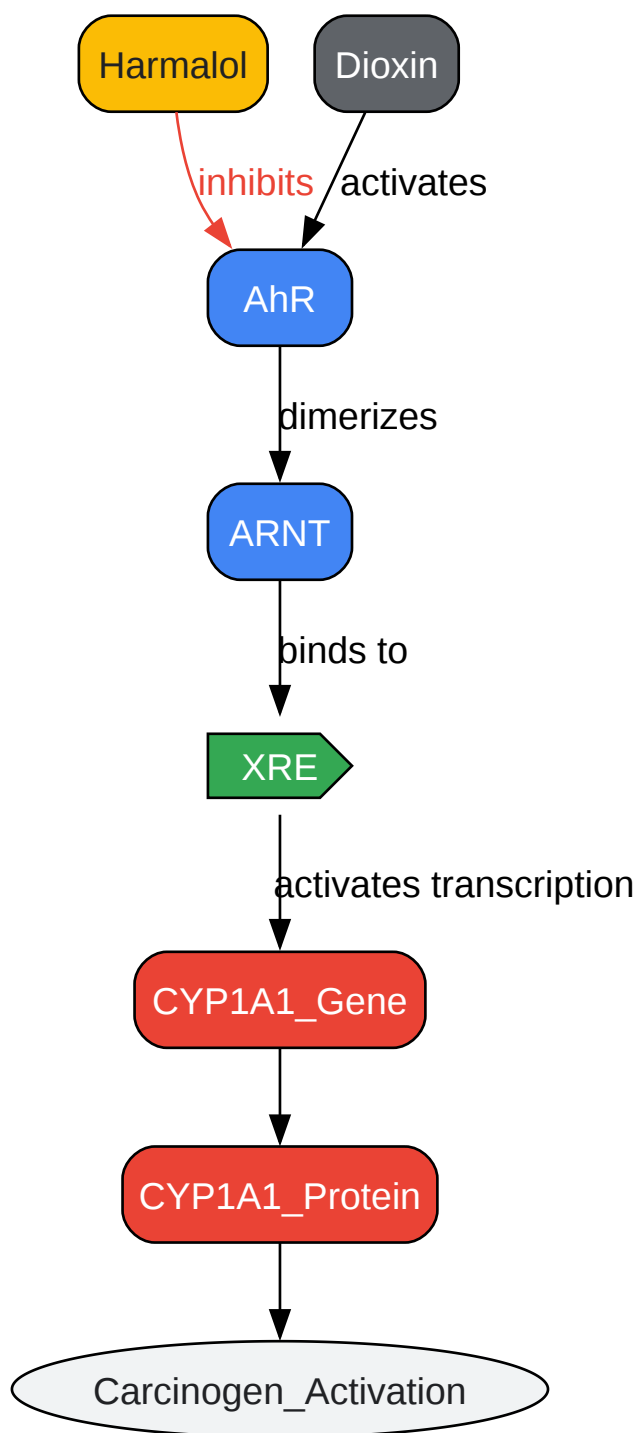 Harmalol
Dioxin
inhibits
activates
AhR
dimerizes
ARNT
binds to
XRE
activates transcription
CYP1A1_Gene
CYP1A1_Protein
Carcinogen_Activation